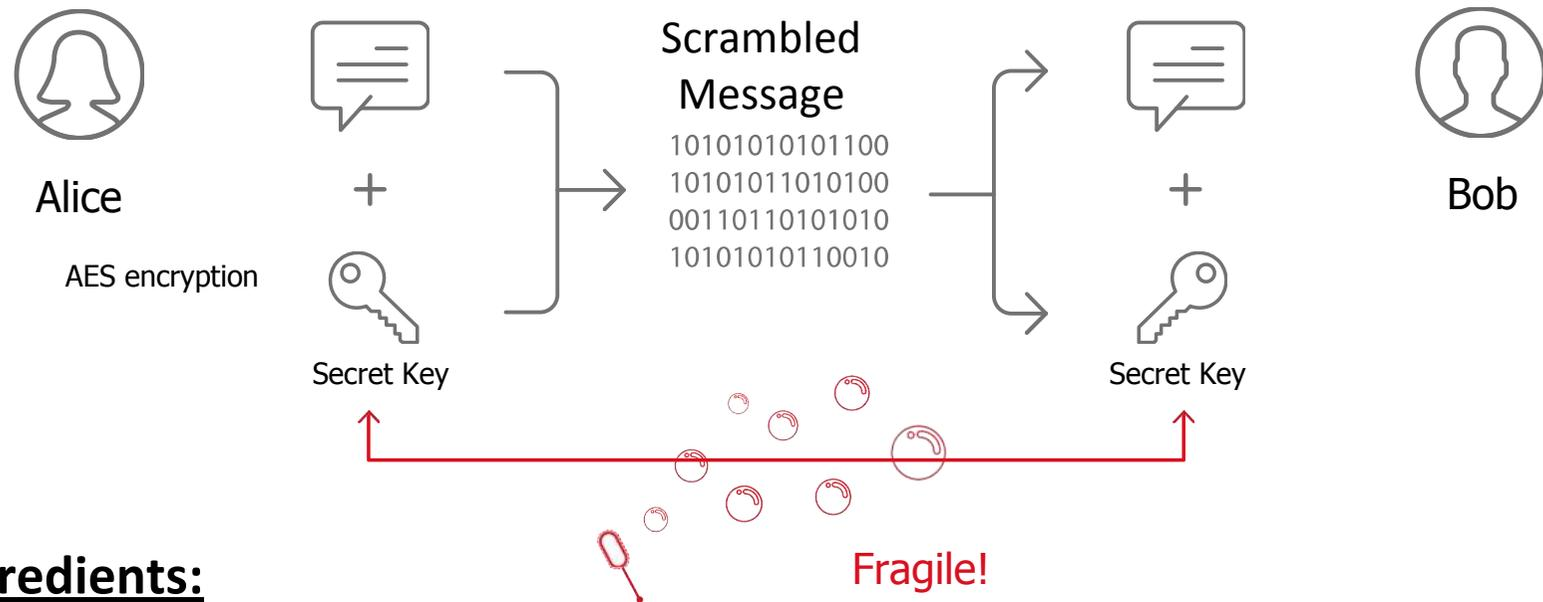 Scrambled
Message
10101010101100
10101011010100
00110110101010
10101010110010
Alice
Bob
AES encryption
Secret Key
Secret Key
Fragile!
redients: